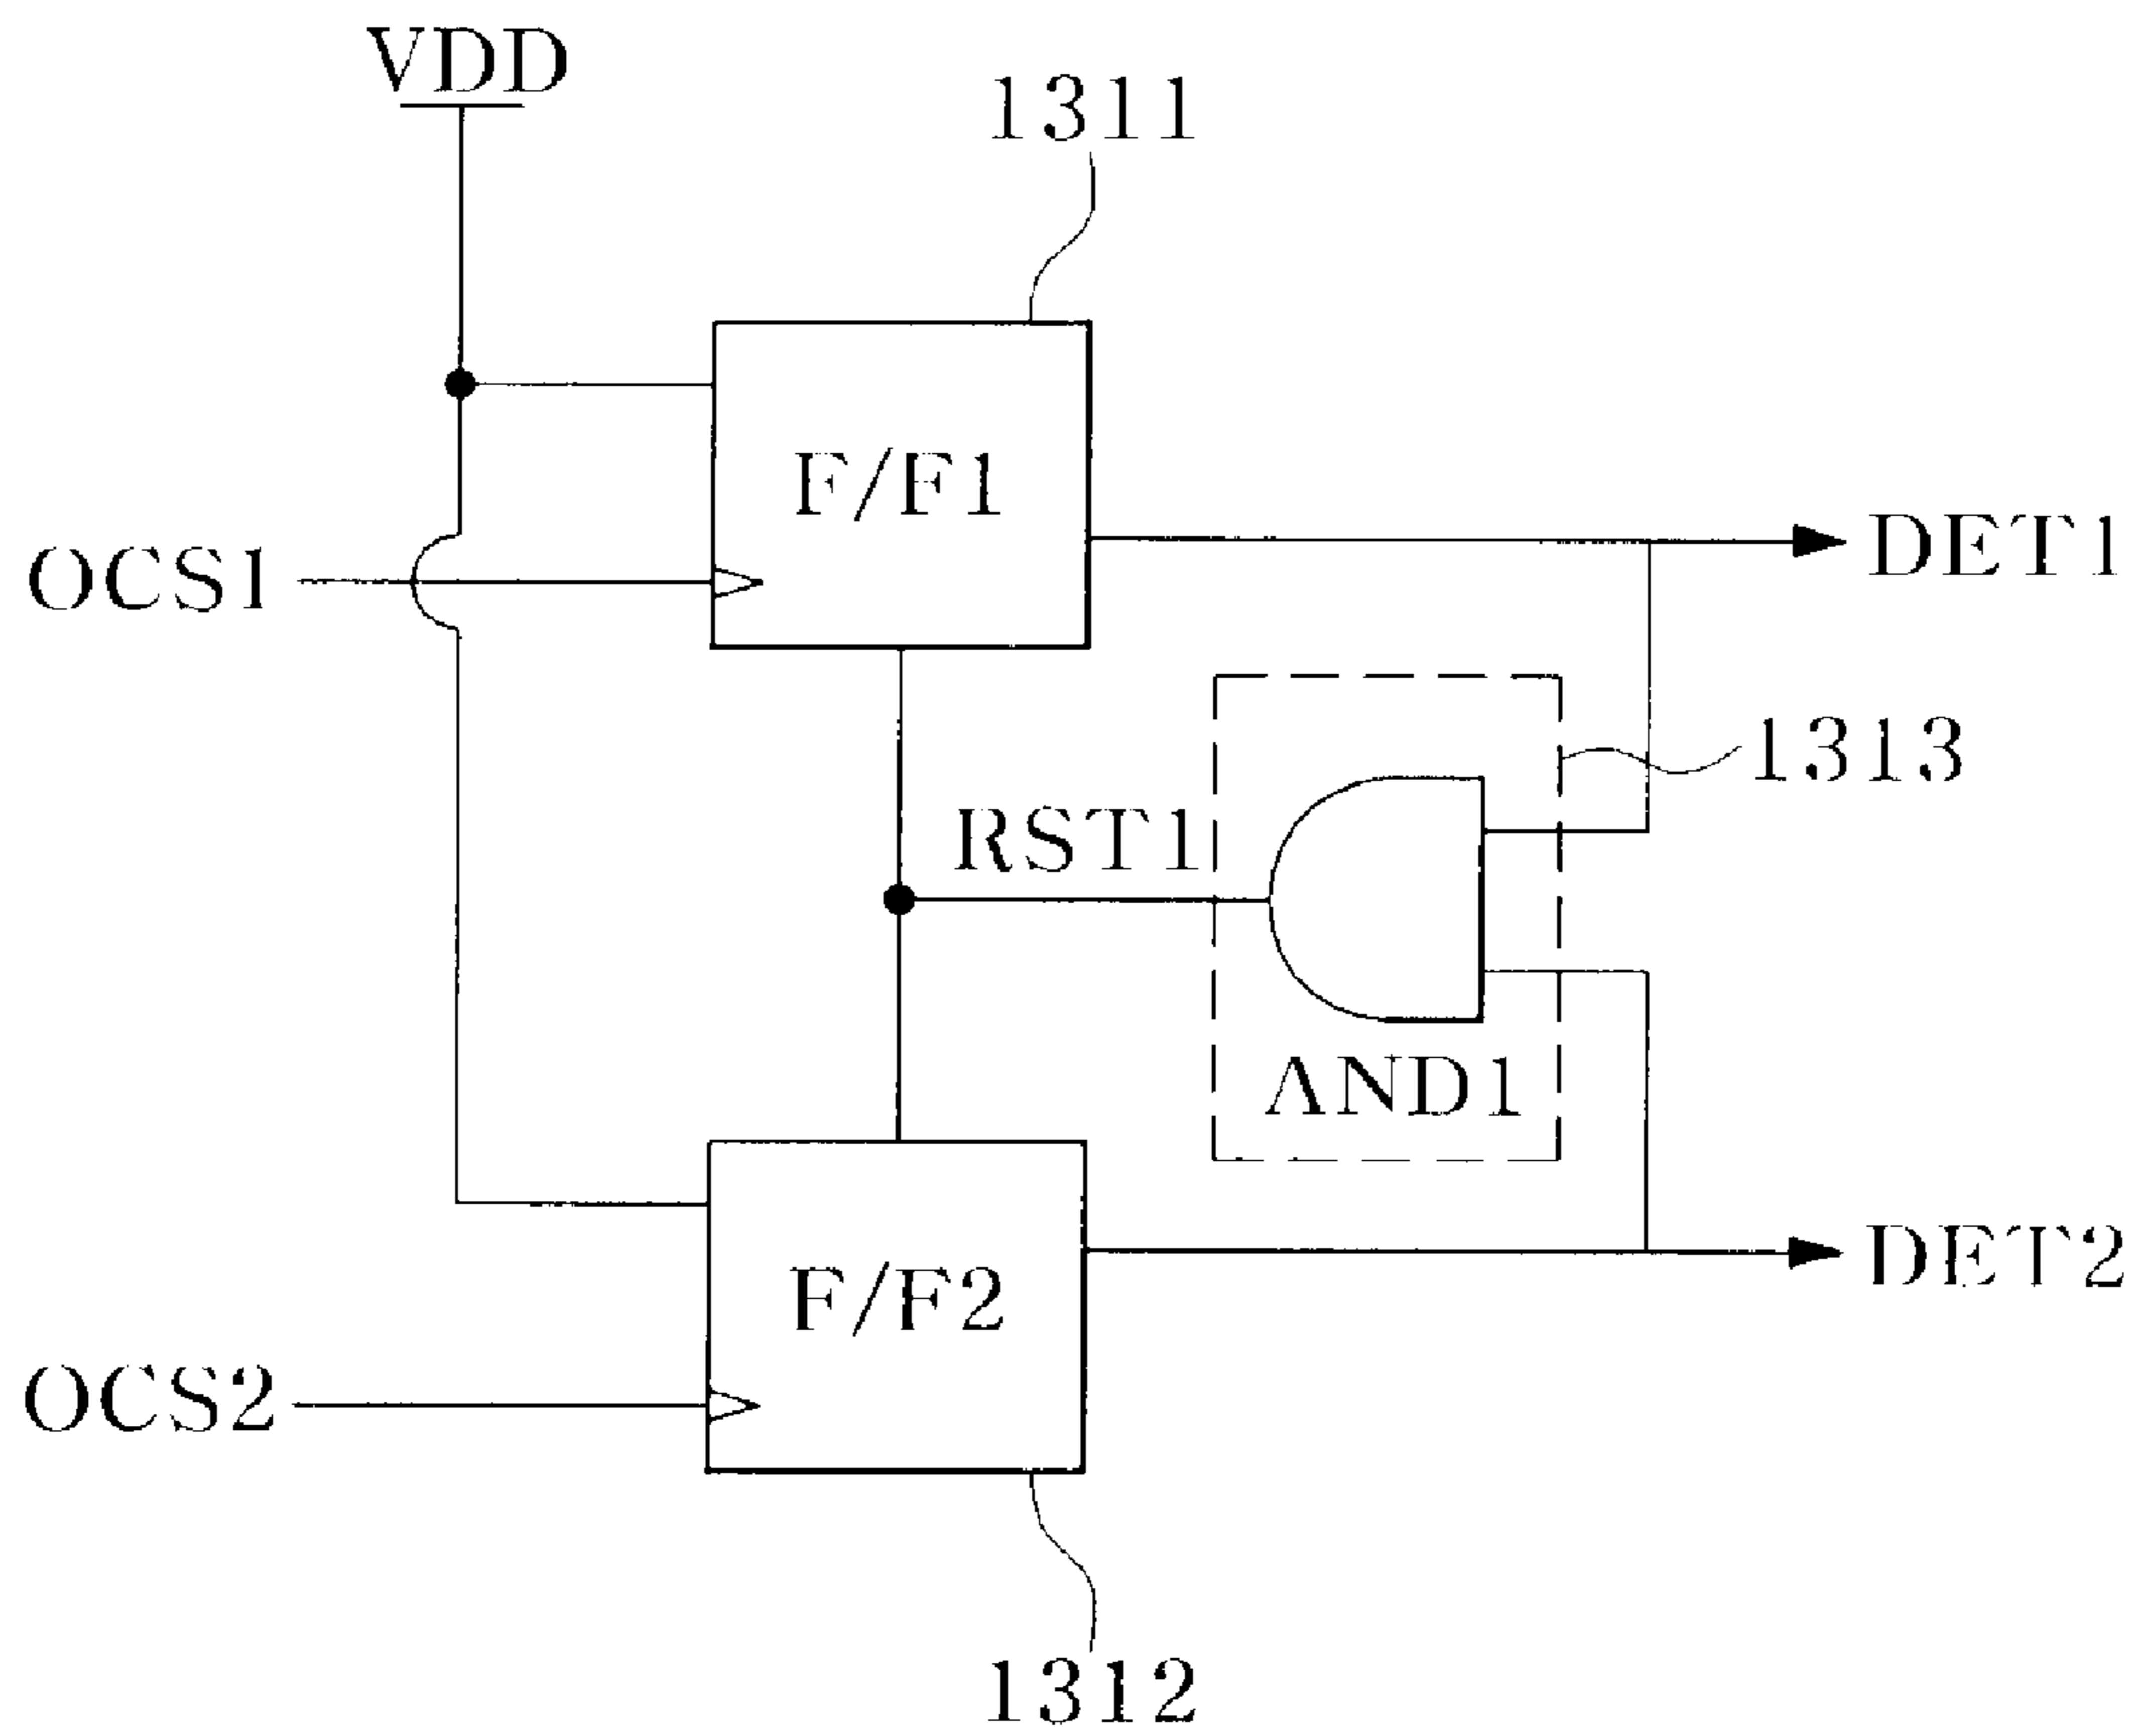 VDD
1311
F/F1
OCS1
DET1
1313
RST1
AND1
DET2
F/F2
OCS2
1312